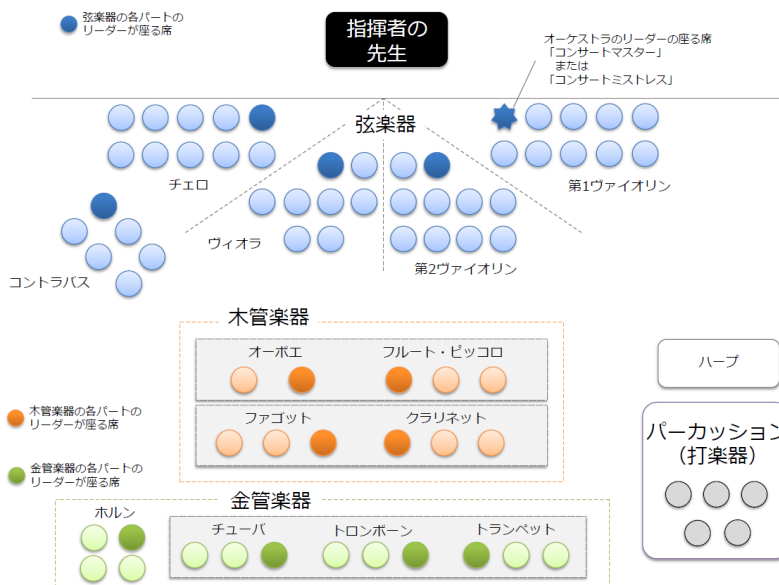 弦楽器の各パートの
リーダーが座る席
指揮者の
先生
オーケストラのリーダーの座る席
「コンサートマスター」
または
「コンサートミストレス」
弦楽器
チェロ
第1ヴァイオリン
ヴィオラ
第2ヴァイオリン
コントラバス
木管楽器
オーボエ
フルート・ピッコロ
ハープ
ファゴット
クラリネット
木管楽器の各パートの
リーダーが座る席
パーカッション
（打楽器）
金管楽器の各パートの
リーダーが座る席
金管楽器
ホルン
チューバ
トロンボーン
トランペット